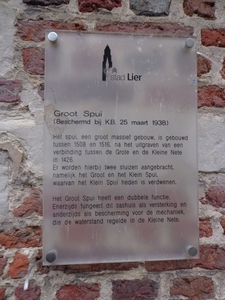 stad Lier
Groot Spui
(Beschermd bij K.B. 25 maart 1938)
Het spui, een groot massief gebouw, is gebouwd
tussen 1508 en 1516, na het uitgraven van een
verbinding tussen de Grote en de Kleine Nete
in 1426.
Er worden hierbij twee sluizen aangebracht,
namelijk het Groot en het Klein Spui,
waarvan het Klein Spui heden is verdwenen.
Het Groot Spui heeft een dubbele functie.
Enerzijds fungeert dit sashuis als versterking en
anderzijds als bescherming voor de mechaniek,
die de waterstand regelde in de Kleine Nete.